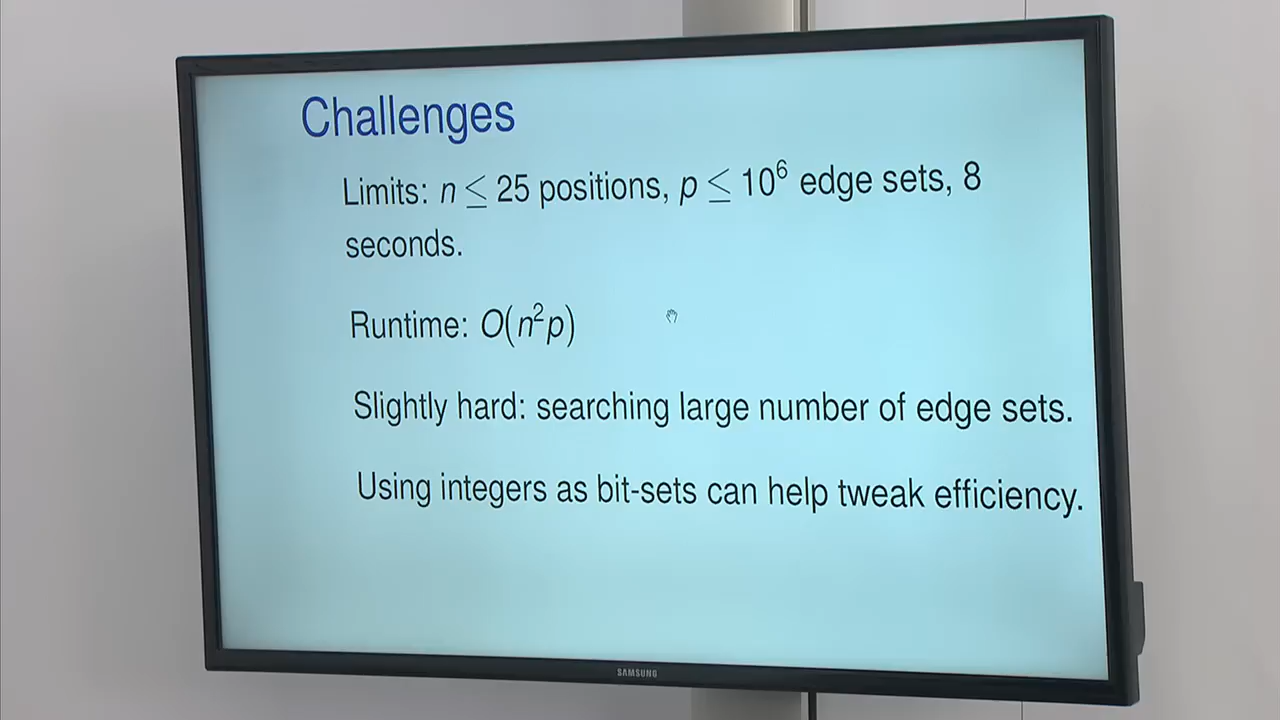 Challenges
Limits: n ≤ 25 positions, p ≤ 10⁶ edge sets, 8
seconds.
Runtime: O(n²p)
Slightly hard: searching large number of edge sets.
Using integers as bit-sets can help tweak efficiency.
SAMSUNG